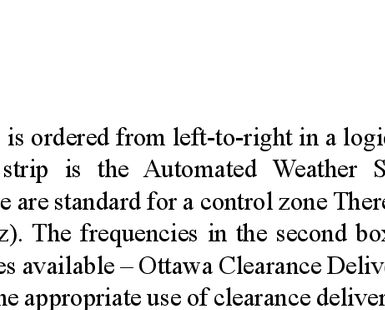 is ordered from left-to-right in a logi
strip is the Automated Weather S
e are standard for a control zone There
z). The frequencies in the second box
es available – Ottawa Clearance Delive
he appropriate use of clearance deliver